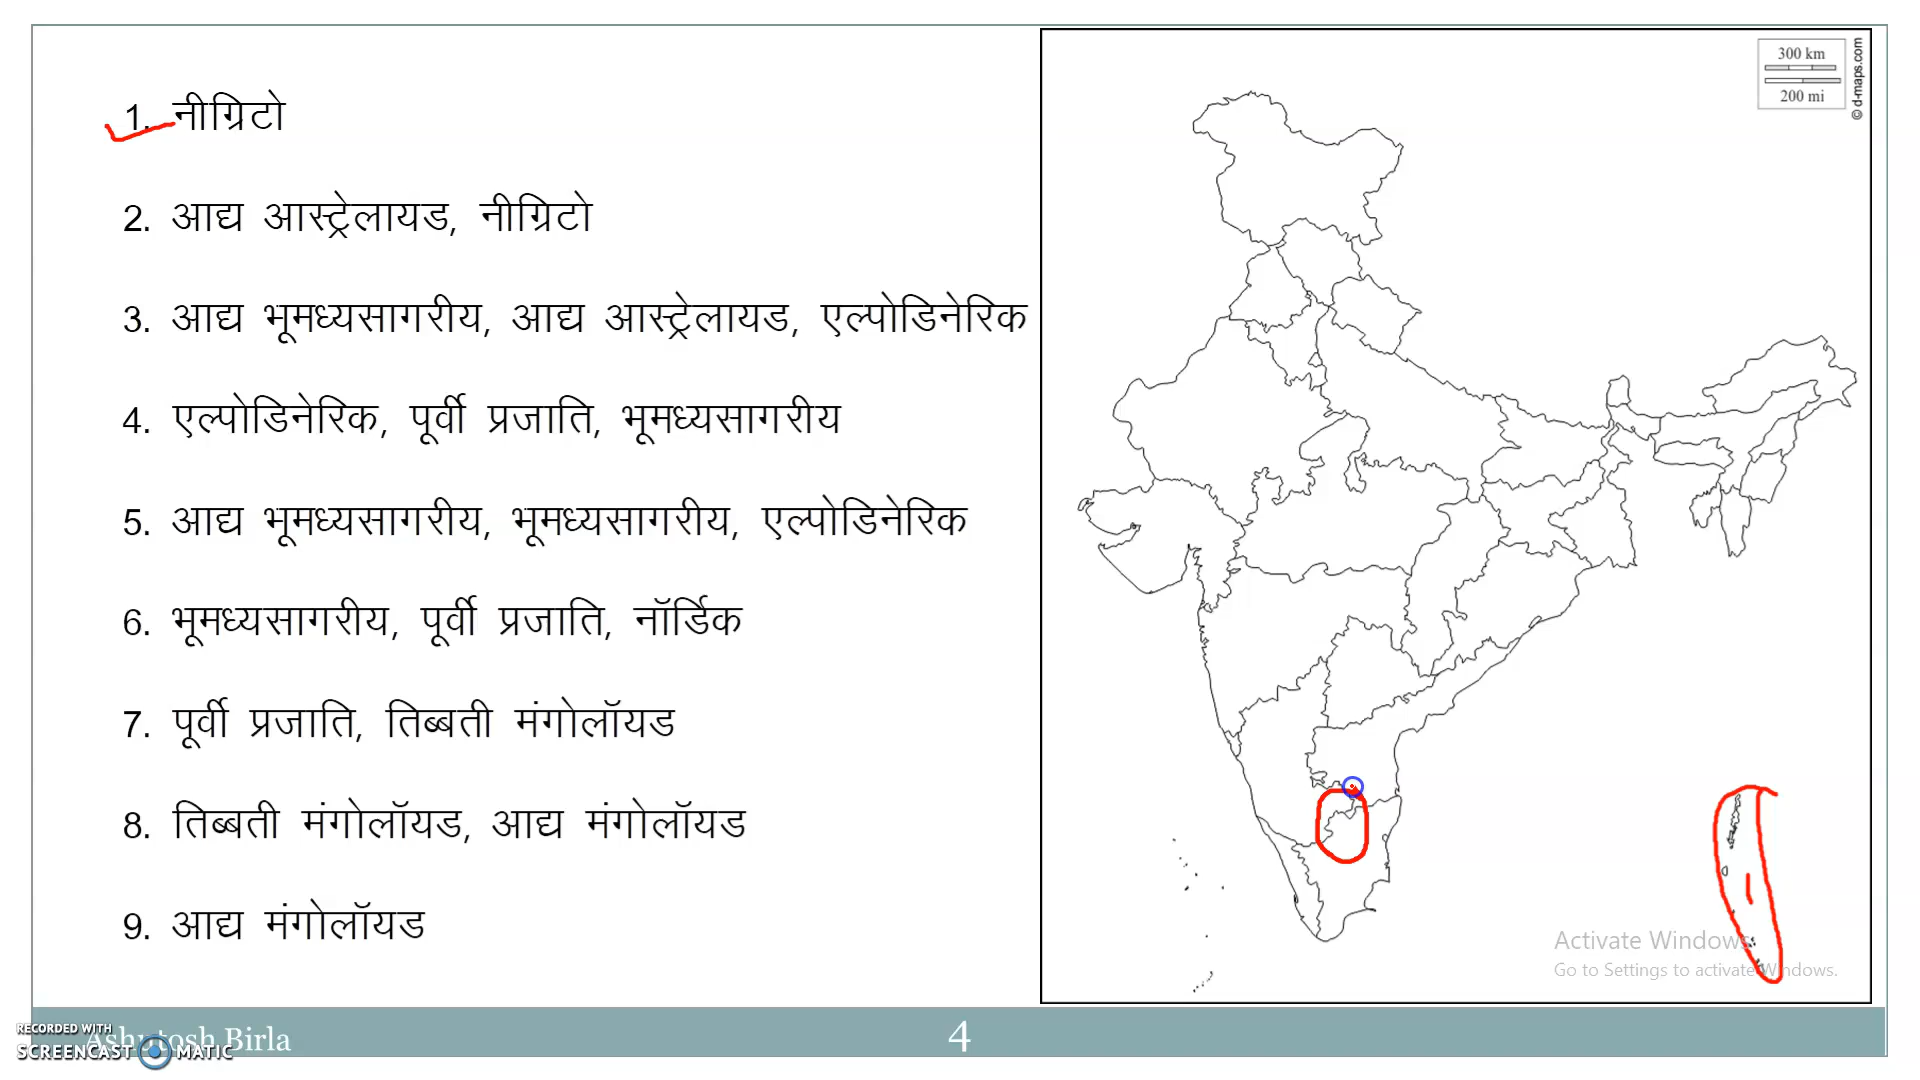 1. नीग्रिटो
2. आद्य आस्ट्रेलायड, नीग्रिटो
3. आद्य भूमध्यसागरीय, आद्य आस्ट्रेलायड, एल्पोडिनेरिक
4. एल्पोडिनेरिक, पूर्वी प्रजाति, भूमध्यसागरीय
5. आद्य भूमध्यसागरीय, भूमध्यसागरीय, एल्पोडिनेरिक
6. भूमध्यसागरीय, पूर्वी प्रजाति, नॉर्डिक
7. पूर्वी प्रजाति, तिब्बती मंगोलॉयड
8. तिब्बती मंगोलॉयड, आद्य मंगोलॉयड
9. आद्य मंगोलॉयड
300 km
200 mi
© d-maps.com
Activate Windows
Go to Settings to activate Windows.
Ashutosh Birla
4
RECORDED WITH
SCREENCAST MATIC